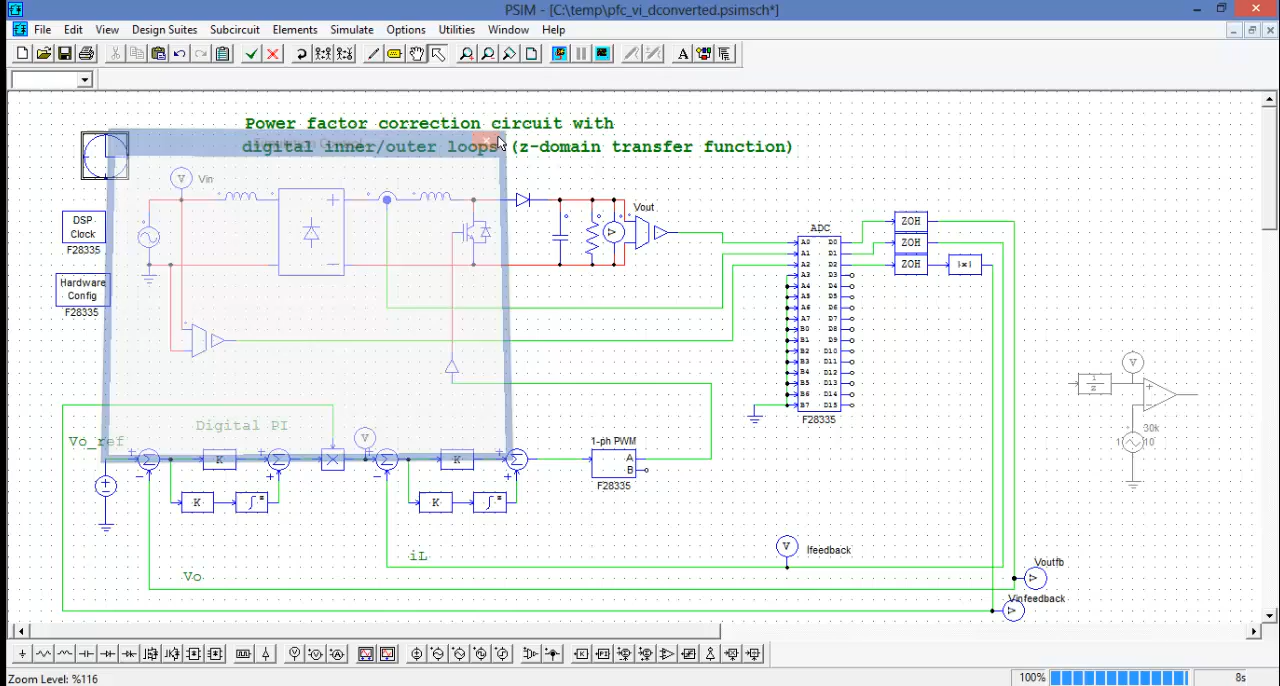 PSIM - [C:\temp\pfc_vi_dconverted.psimsch*]
File Edit View Design Suites Subcircuit Elements Simulate Options Utilities Window Help
Power factor correction circuit with
digital inner/outer loops (z-domain transfer function)
V Vin
DSP
Clock
F28335
Hardware
Config
F28335
Vout
ADC
A0 D0
A1 D1
A2 D2
A3 D3
A4 D4
A5 D5
A6 D6
A7 D7
B0 D8
B1 D9
B2 D10
B3 D11
B4 D12
B5 D13
B6 D14
B7 D15
F28335
ZOH
ZOH
ZOH |x|
V
1
z
30k
1 10
Digital PI
Vo_ref
V
K
K
K
K
1-ph PWM
A
B
F28335
iL
Vo
V Ifeedback
Voutfb
Vinfeedback
Zoom Level: %116
100%
8s